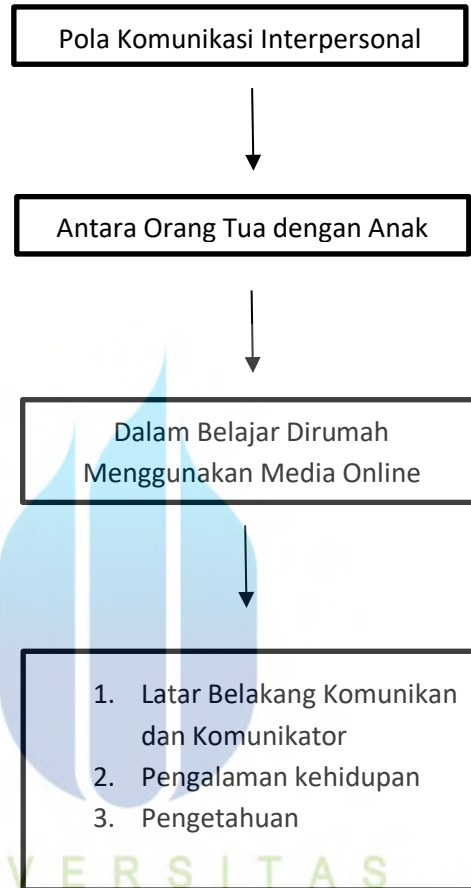 Pola Komunikasi Interpersonal
Antara Orang Tua dengan Anak
Dalam Belajar Dirumah
Menggunakan Media Online
1. Latar Belakang Komunikan
dan Komunikator
2. Pengalaman kehidupan
3. Pengetahuan
VERSITAS